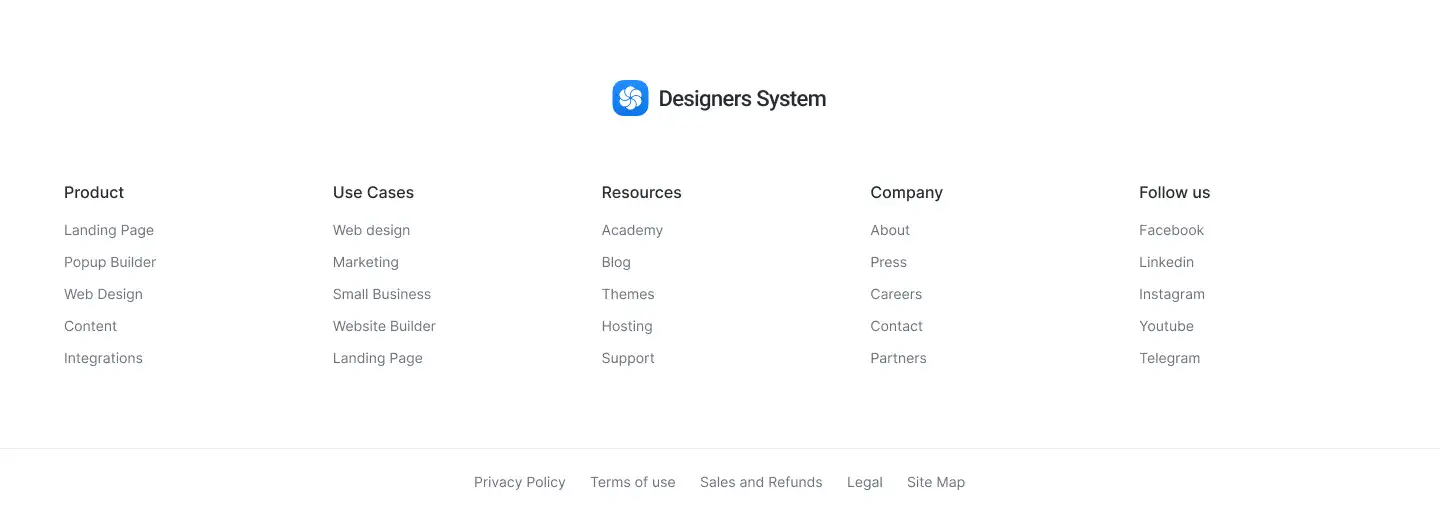 Designers System
Product
Landing Page
Popup Builder
Web Design
Content
Integrations
Use Cases
Web design
Marketing
Small Business
Website Builder
Landing Page
Resources
Academy
Blog
Themes
Hosting
Support
Company
About
Press
Careers
Contact
Partners
Follow us
Facebook
Linkedin
Instagram
Youtube
Telegram
Privacy Policy Terms of use Sales and Refunds Legal Site Map